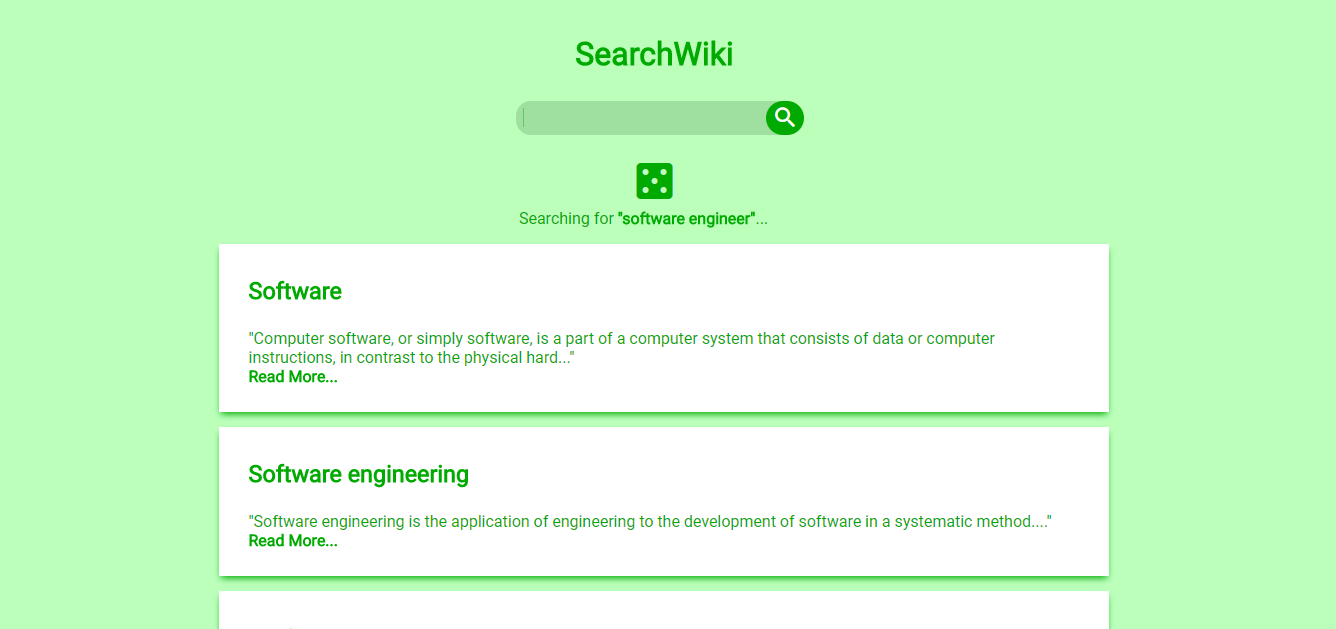 SearchWiki
Searching for "software engineer"...
Software
"Computer software, or simply software, is a part of a computer system that consists of data or computer
instructions, in contrast to the physical hard..."
Read More...
Software engineering
"Software engineering is the application of engineering to the development of software in a systematic method...."
Read More...